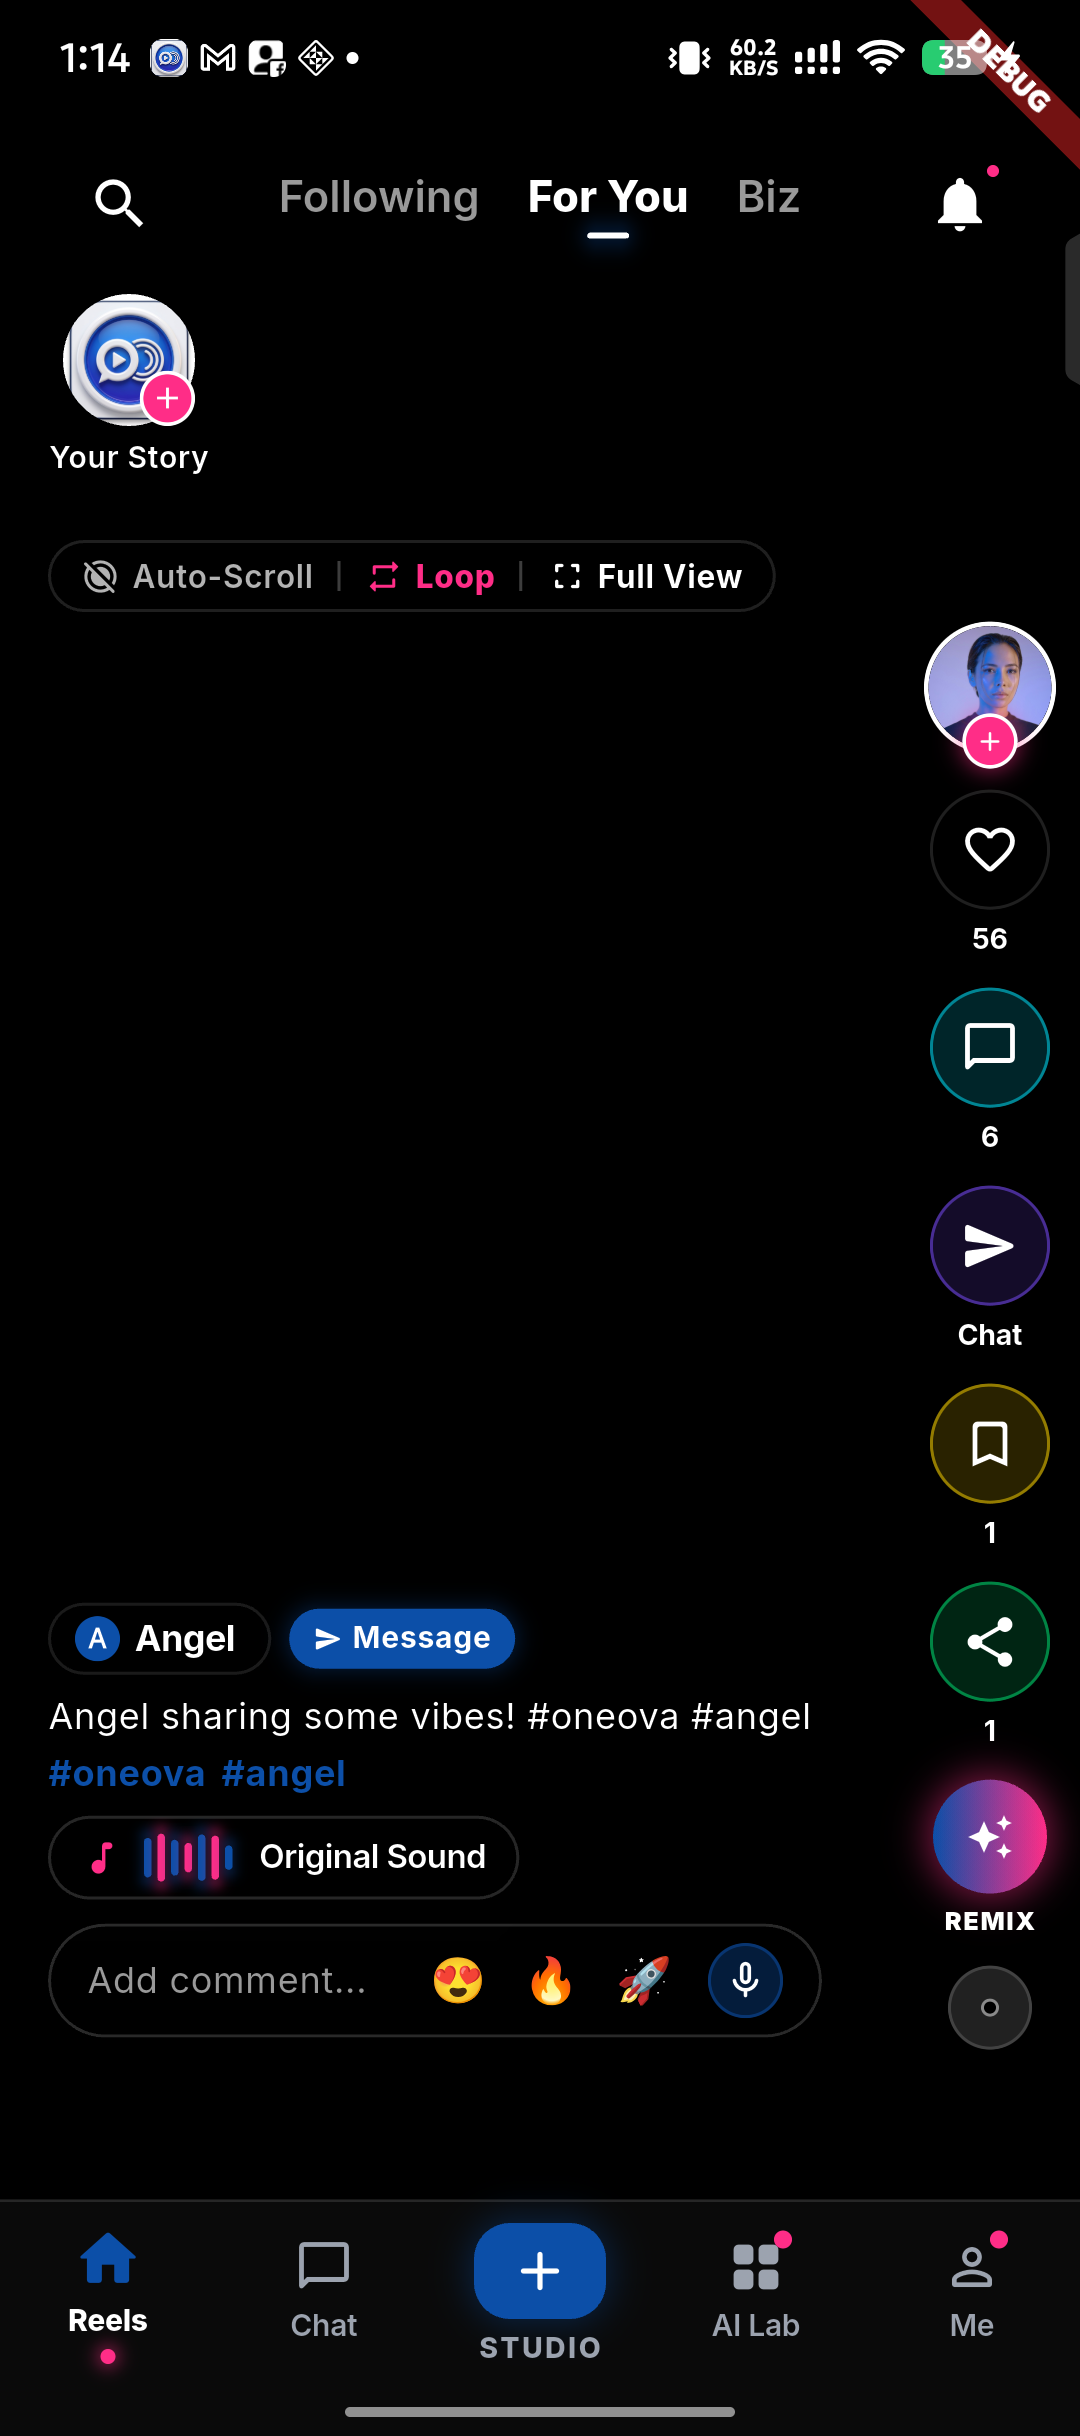 1:14
60.2
KB/S
35
DEBUG
Following For You Biz
Your Story
Auto-Scroll | Loop | Full View
56
6
Chat
1
A Angel Message
Angel sharing some vibes! #oneova #angel
1
#oneova #angel
Original Sound
REMIX
Add comment...
Reels Chat STUDIO AI Lab Me